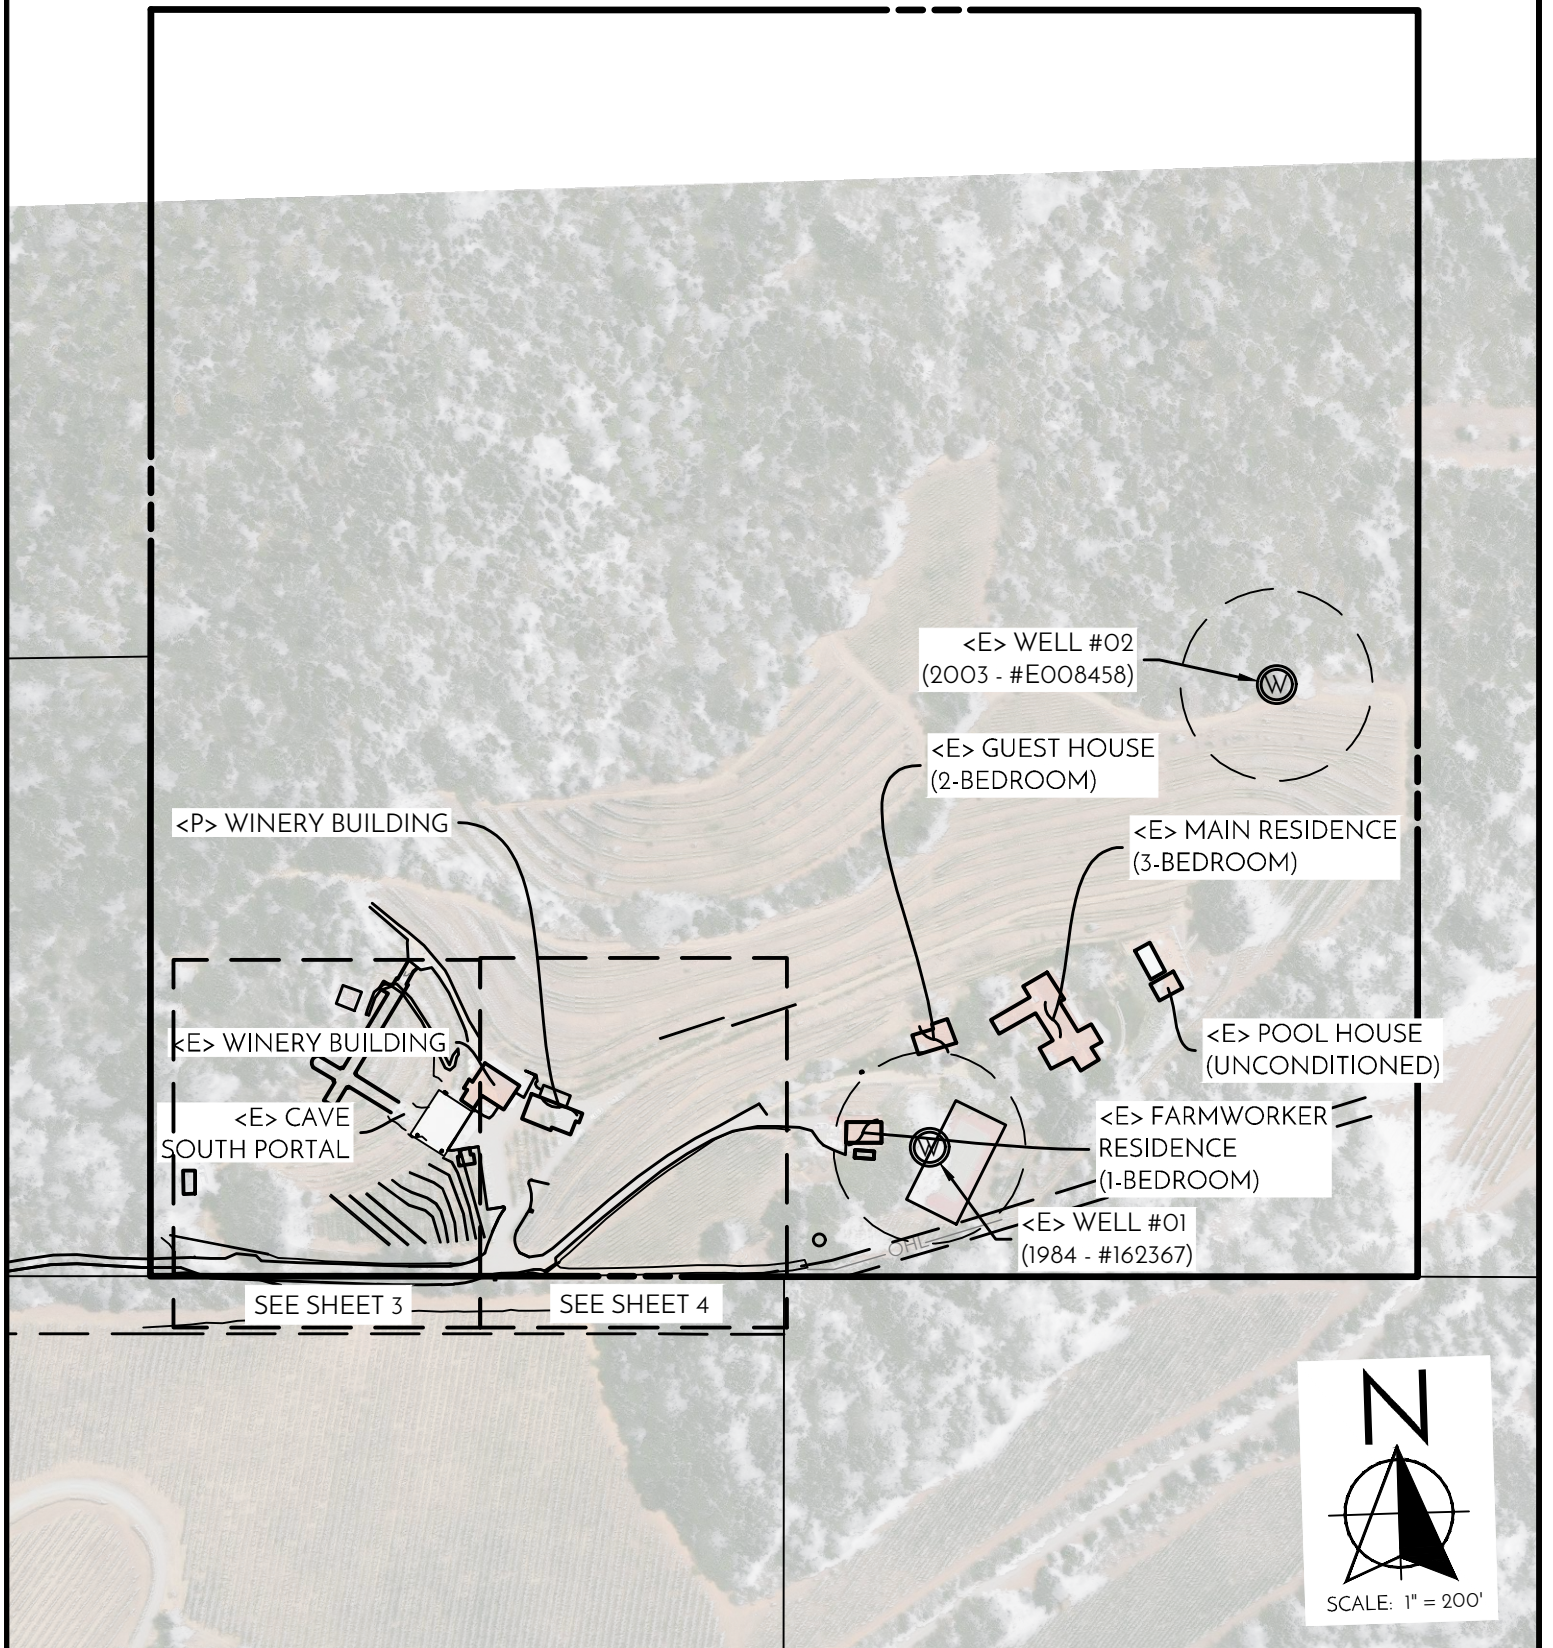 <E> WELL #02
(2003 - #E008458)
<E> GUEST HOUSE
(2-BEDROOM)
<P> WINERY BUILDING
<E> MAIN RESIDENCE
(3-BEDROOM)
<E> WINERY BUILDING
<E> POOL HOUSE
(UNCONDITIONED)
<E> CAVE
SOUTH PORTAL
<E> FARMWORKER
RESIDENCE
(1-BEDROOM)
W
W
<E> WELL #01
(1984 - #162367)
OHL
SEE SHEET 3
SEE SHEET 4
N
SCALE: 1" = 200'